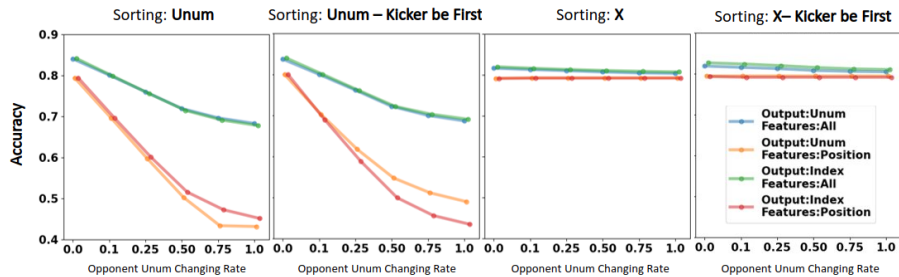 Sorting: Unum
Sorting: Unum – Kicker be First
Sorting: X
Sorting: X– Kicker be First
Accuracy
0.9
0.8
0.7
0.6
0.5
0.4
0.0 0.1 0.25 0.50 0.75 1.0
0.0 0.1 0.25 0.50 0.75 1.0
0.0 0.1 0.25 0.50 0.75 1.0
0.0 0.1 0.25 0.50 0.75 1.0
Opponent Unum Changing Rate
Opponent Unum Changing Rate
Opponent Unum Changing Rate
Opponent Unum Changing Rate
Output:Unum
Features:All
Output:Unum
Features:Position
Output:Index
Features:All
Output:Index
Features:Position